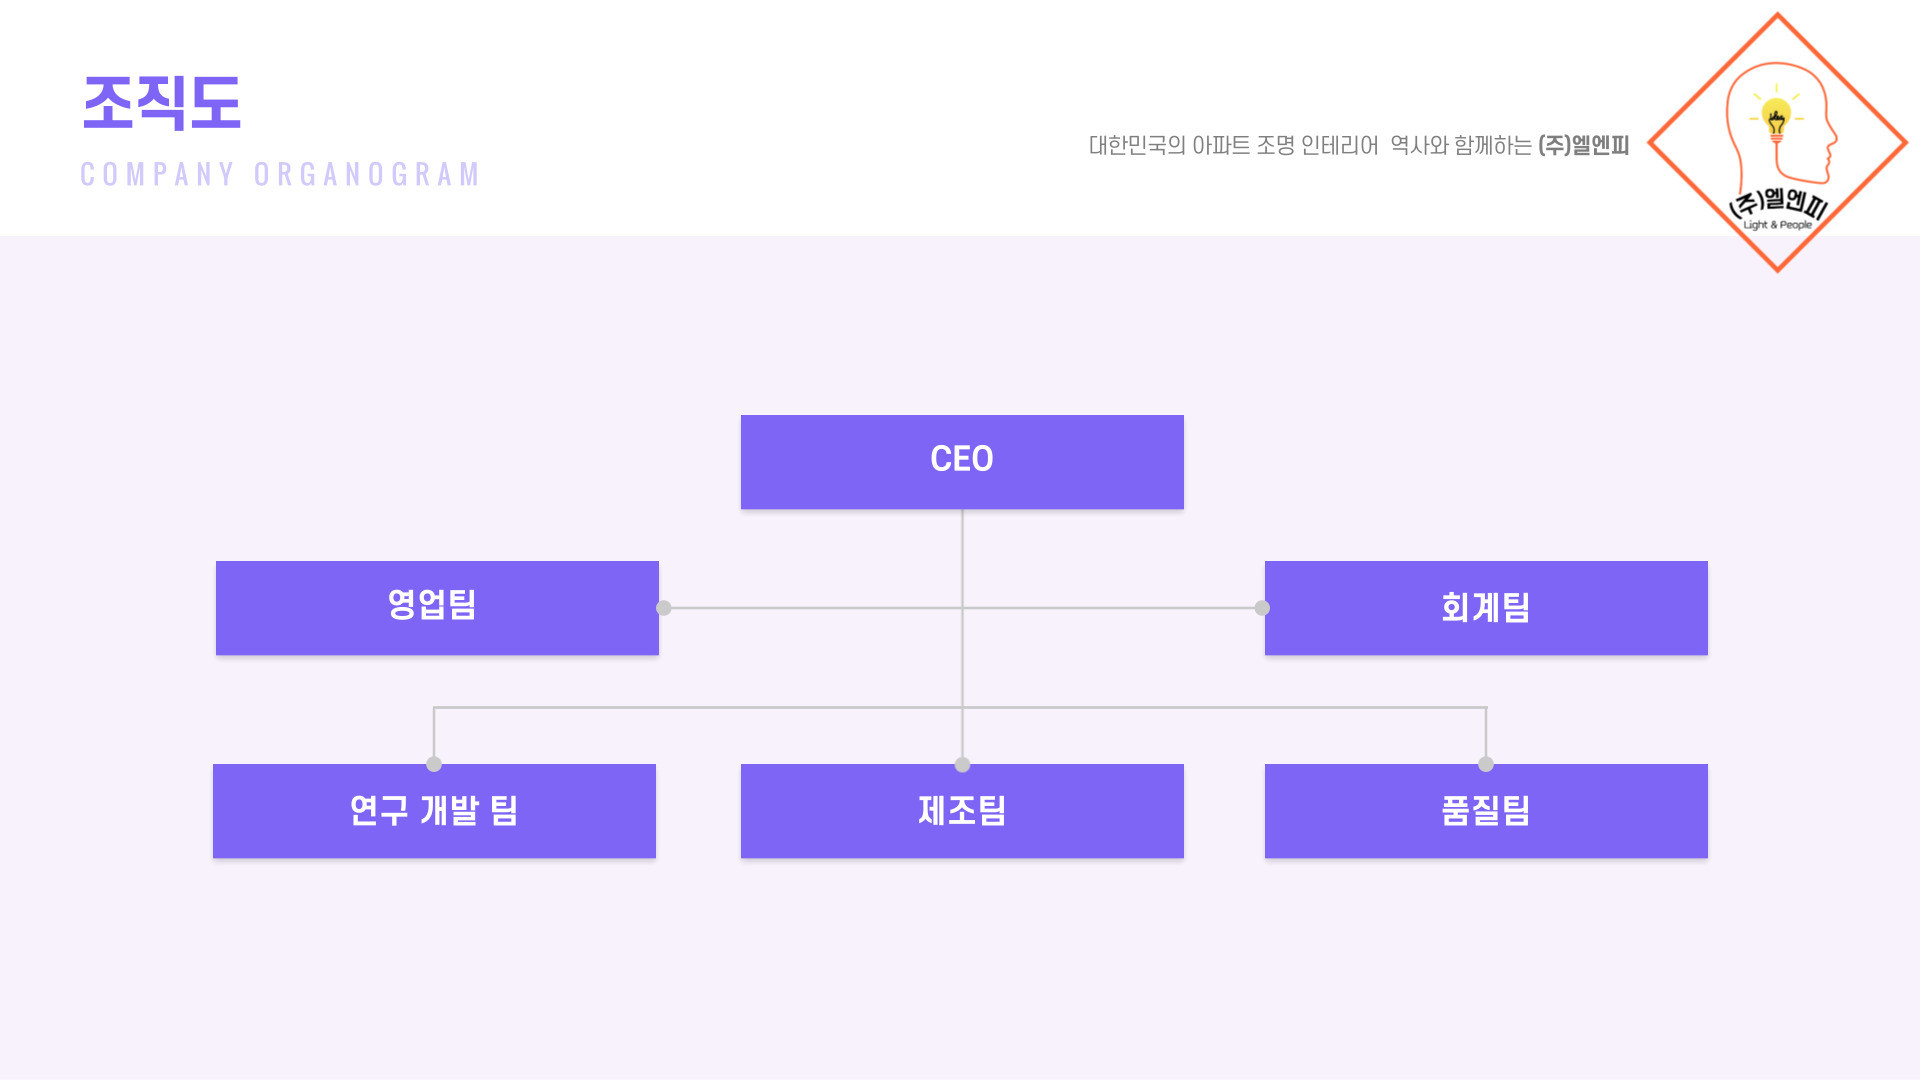 조직도
COMPANY ORGANOGRAM
대한민국의 아파트 조명 인테리어 역사와 함께하는 (주)엘엔피
idea
(주)엘엔피
Light & People
CEO
영업팀
회계팀
연구 개발 팀
제조팀
품질팀